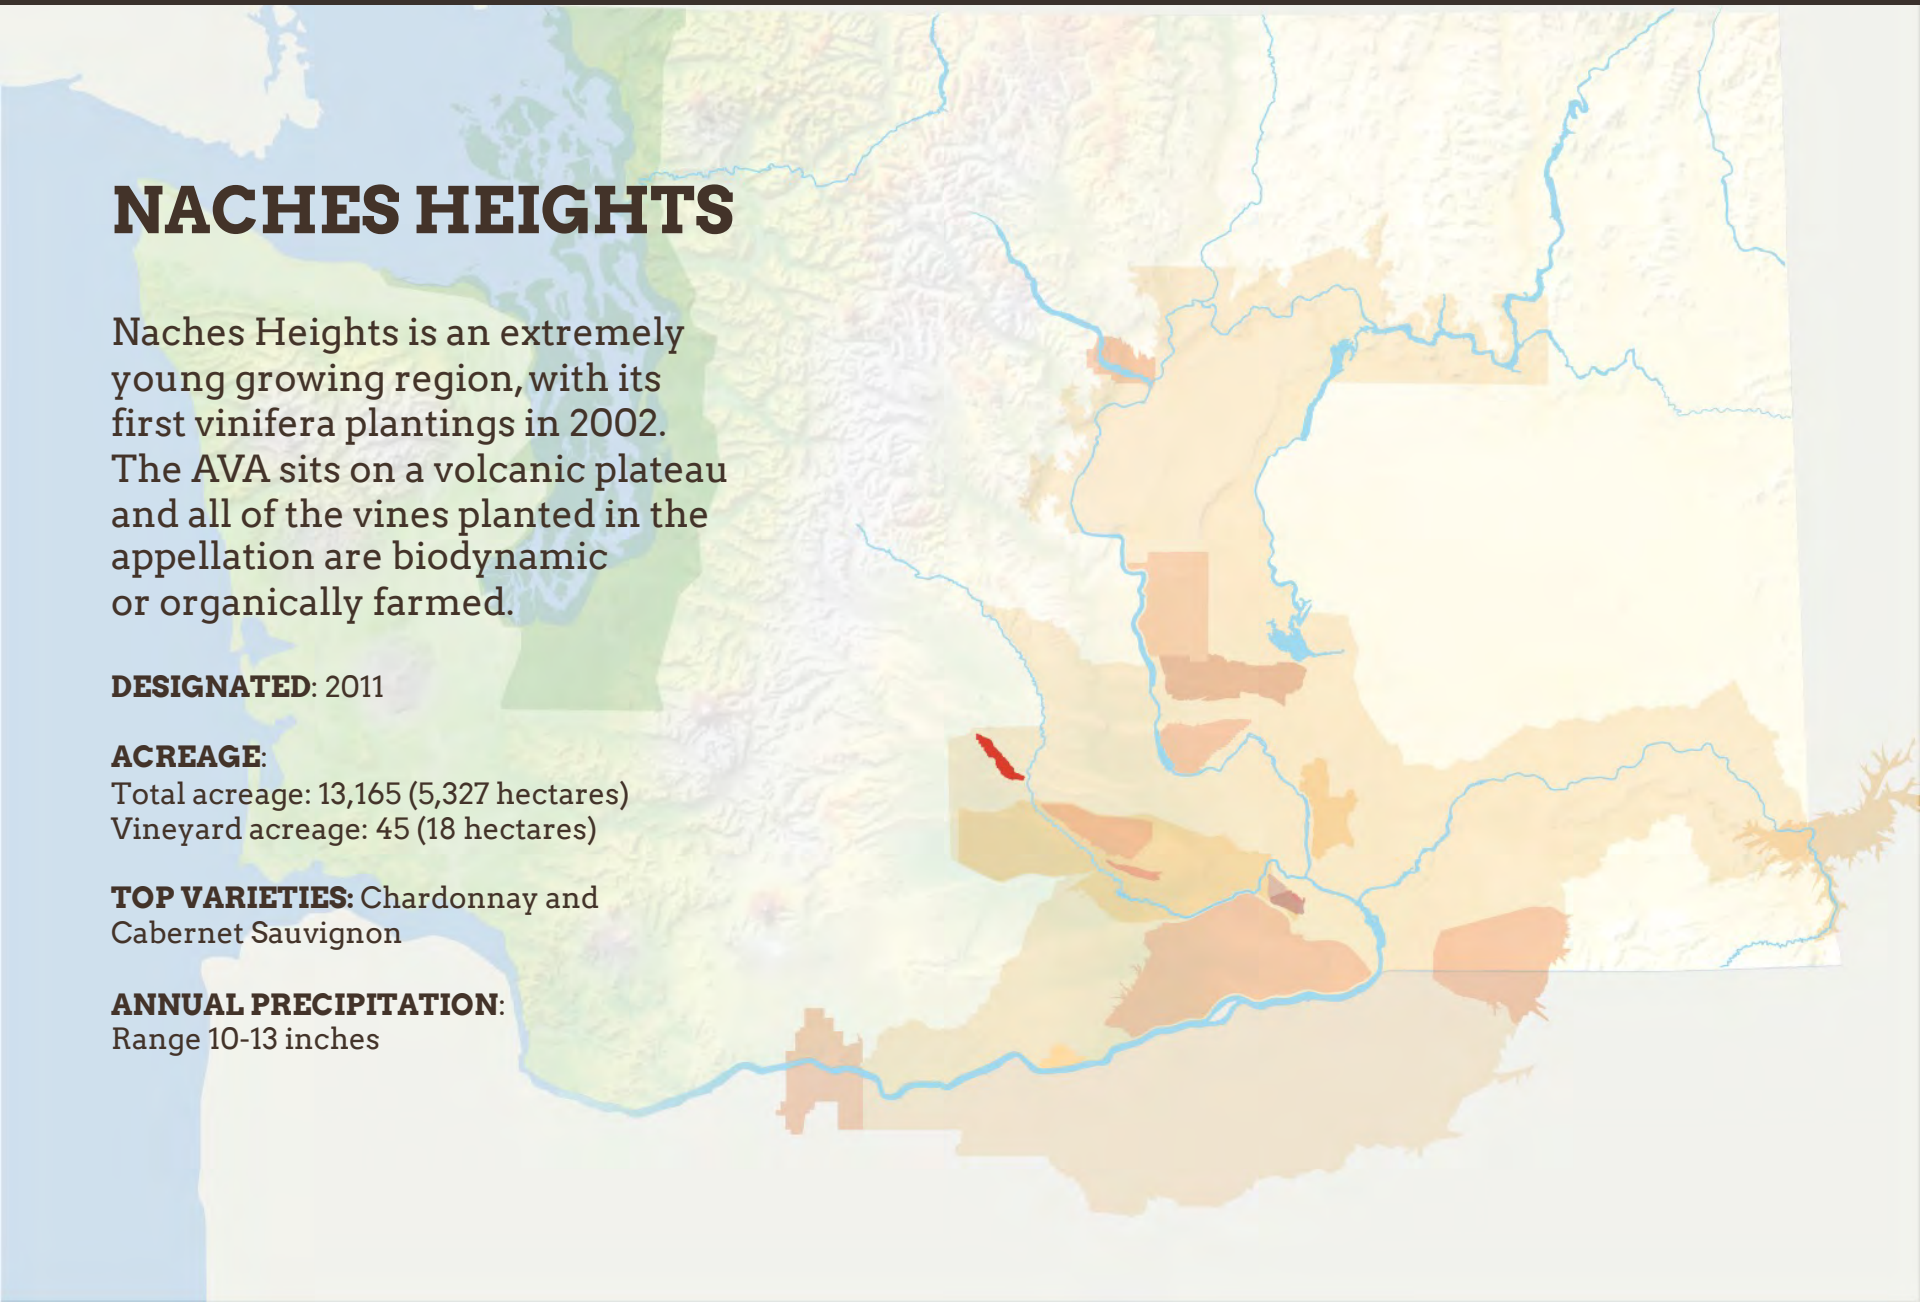 NACHES HEIGHTS
Naches Heights is an extremely
young growing region, with its
first vinifera plantings in 2002.
The AVA sits on a volcanic plateau
and all of the vines planted in the
appellation are biodynamic
or organically farmed.
DESIGNATED: 2011
ACREAGE:
Total acreage: 13,165 (5,327 hectares)
Vineyard acreage: 45 (18 hectares)
TOP VARIETIES: Chardonnay and
Cabernet Sauvignon
ANNUAL PRECIPITATION:
Range 10-13 inches